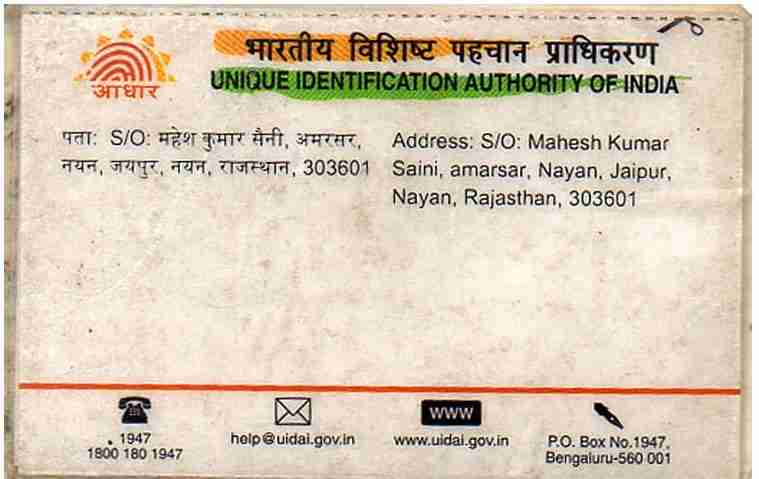 आधार
भारतीय विशिष्ट पहचान प्राधिकरण
UNIQUE IDENTIFICATION AUTHORITY OF INDIA
पता: S/O: महेश कुमार सैनी, अमरसर,
नयन, जयपुर, नयन, राजस्थान, 303601
Address: S/O: Mahesh Kumar
Saini, amarsar, Nayan, Jaipur,
Nayan, Rajasthan, 303601
1947
1800 180 1947
help@uidai.gov.in
www
www.uidai.gov.in
P.O. Box No.1947,
Bengaluru-560 001